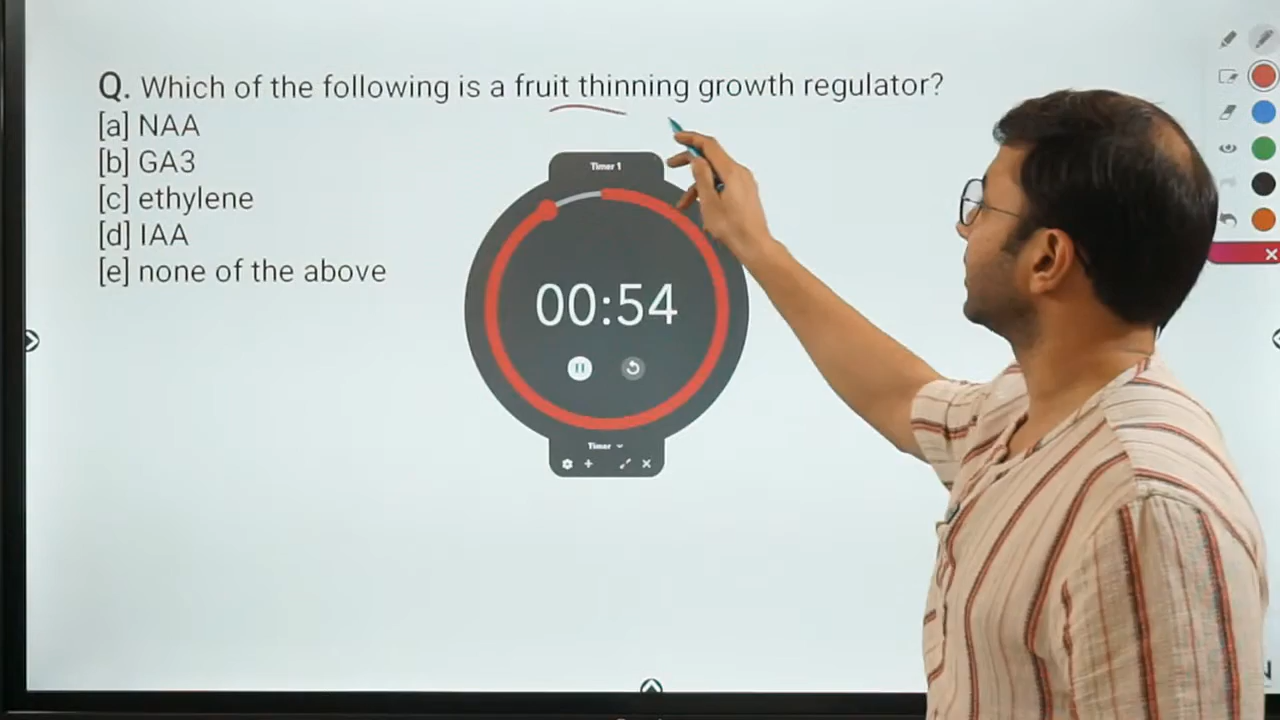 Q. Which of the following is a fruit thinning growth regulator?
[a] NAA
[b] GA3
[c] ethylene
[d] IAA
[e] none of the above
Timer 1
00:54
Timer